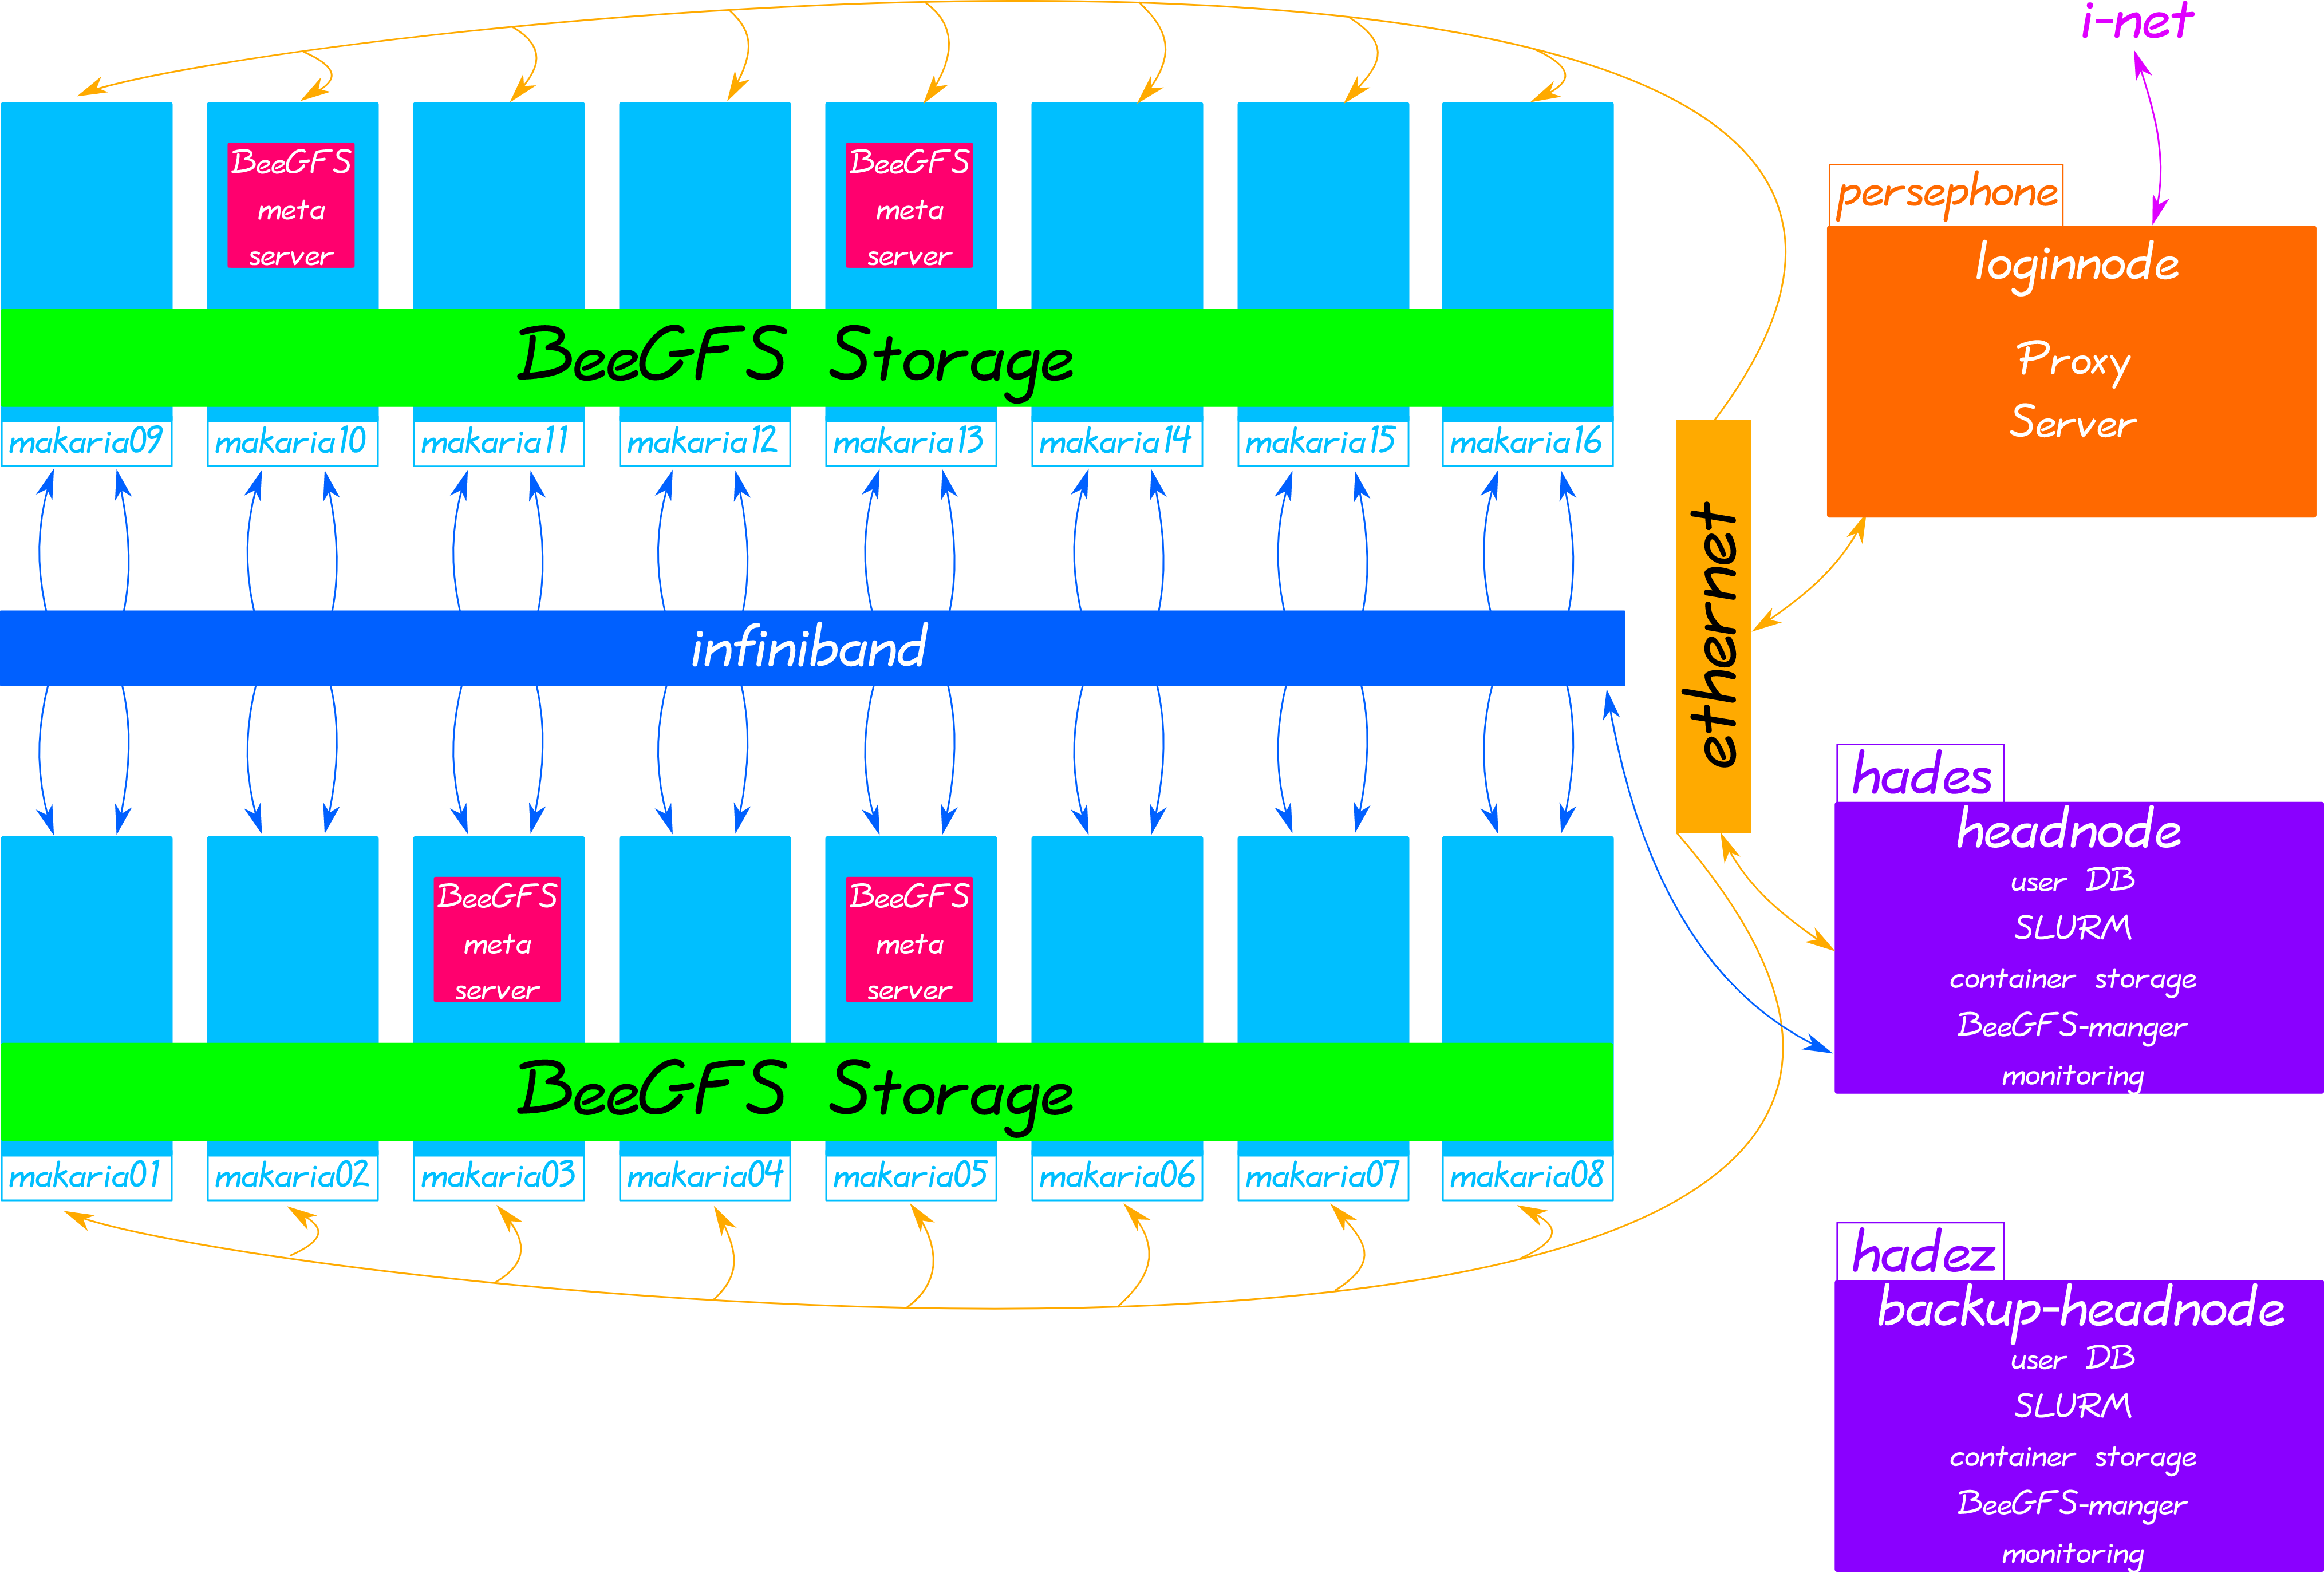 i-net
persephone
loginnode
Proxy
Server
BeeGFS
meta
server
BeeGFS
meta
server
BeeGFS Storage
makaria09
makaria10
makaria11
makaria12
makaria13
makaria14
makaria15
makaria16
infiniband
ethernet
hades
headnode
user DB
SLURM
container storage
BeeGFS-manger
monitoring
BeeGFS
meta
server
BeeGFS
meta
server
BeeGFS Storage
makaria01
makaria02
makaria03
makaria04
makaria05
makaria06
makaria07
makaria08
hadez
backup-headnode
user DB
SLURM
container storage
BeeGFS-manger
monitoring